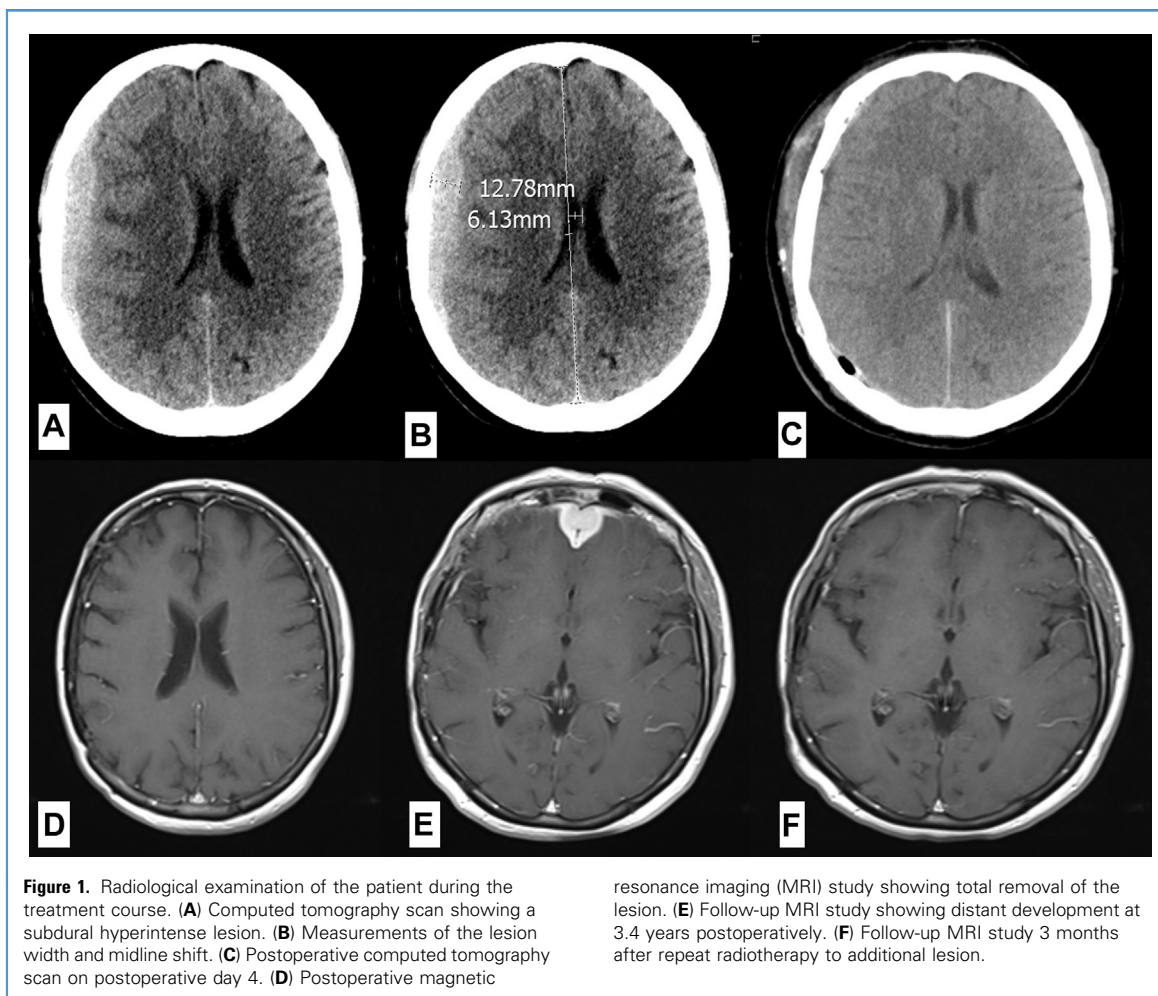 12.78mm
6.13mm
A
B
C
D
E
F
Figure 1. Radiological examination of the patient during the
treatment course. (A) Computed tomography scan showing a
subdural hyperintense lesion. (B) Measurements of the lesion
width and midline shift. (C) Postoperative computed tomography
scan on postoperative day 4. (D) Postoperative magnetic
resonance imaging (MRI) study showing total removal of the
lesion. (E) Follow-up MRI study showing distant development at
3.4 years postoperatively. (F) Follow-up MRI study 3 months
after repeat radiotherapy to additional lesion.